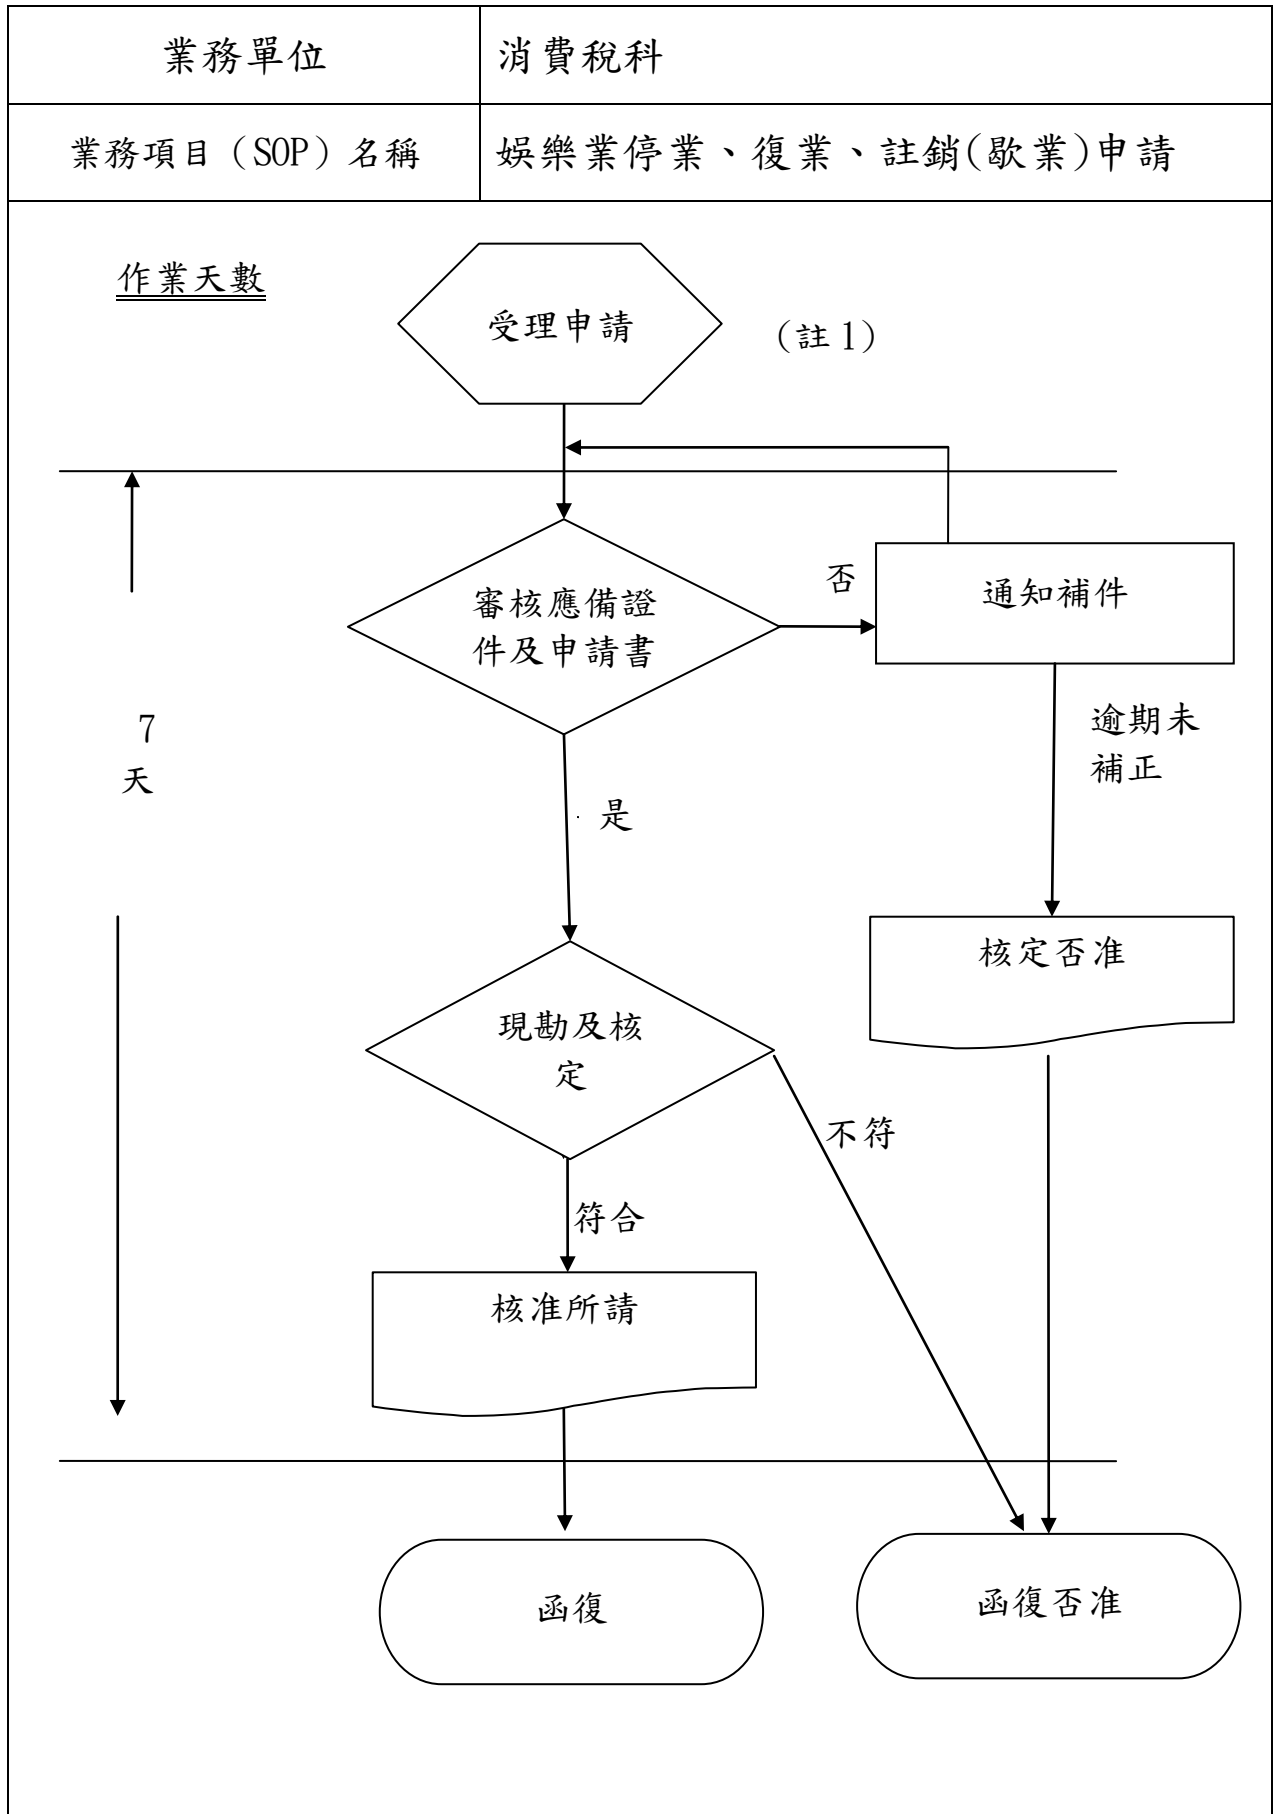 業務單位
消費稅科
業務項目（SOP）名稱
娛樂業停業、復業、註銷(歇業)申請
作業天數
受理申請
（註1）
審核應備證
件及申請書
否
通知補件
7
天
逾期未
補正
是
核定否准
現勘及核
定
不符
符合
核准所請
函復
函復否准